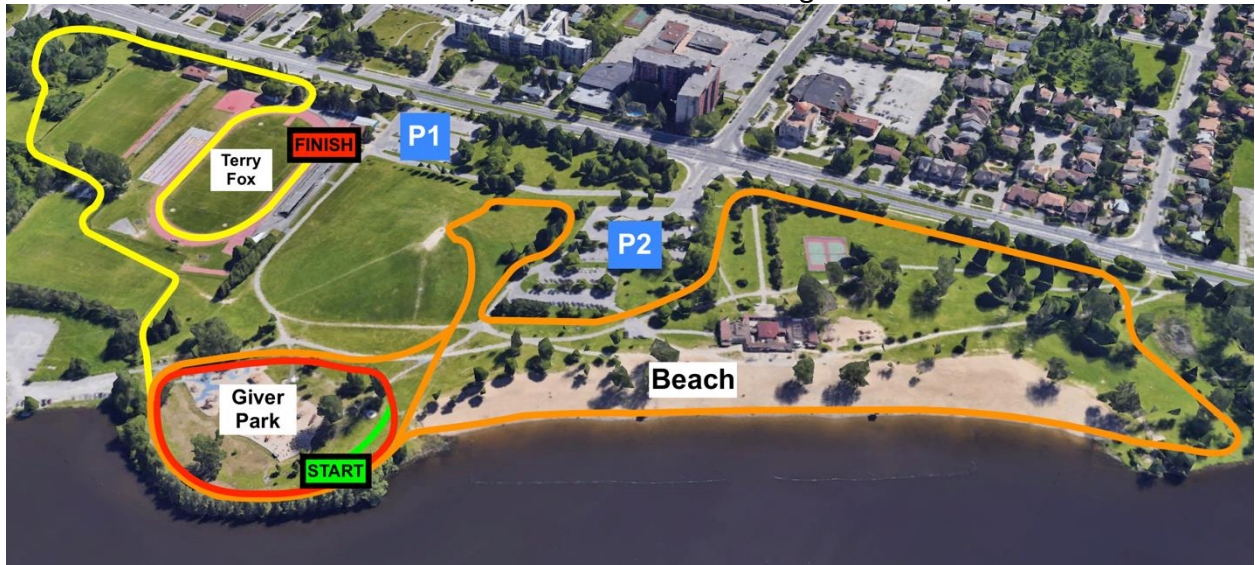 P1
FINISH
Terry
Fox
P2
Beach
Giver
Park
START